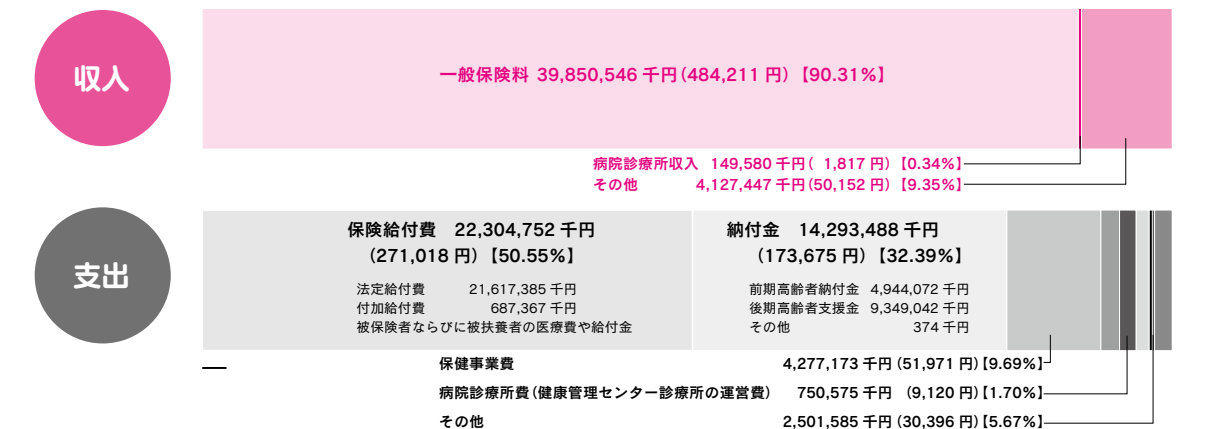 収入
一般保険料 39,850,546 千円(484,211 円)【90.31%】
病院診療所収入 149,580 千円( 1,817 円)【0.34%】
その他 4,127,447 千円(50,152 円)【9.35%】
支出
保険給付費 22,304,752 千円
(271,018 円)【50.55%】
法定給付費 21,617,385 千円
付加給付費 687,367 千円
被保険者ならびに被扶養者の医療費や給付金
納付金 14,293,488 千円
(173,675 円)【32.39%】
前期高齢者納付金 4,944,072 千円
後期高齢者支援金 9,349,042 千円
その他 374 千円
保健事業費 4,277,173 千円(51,971 円)【9.69%】
病院診療所費(健康管理センター診療所の運営費) 750,575 千円 (9,120 円)【1.70%】
その他 2,501,585 千円(30,396 円)【5.67%】